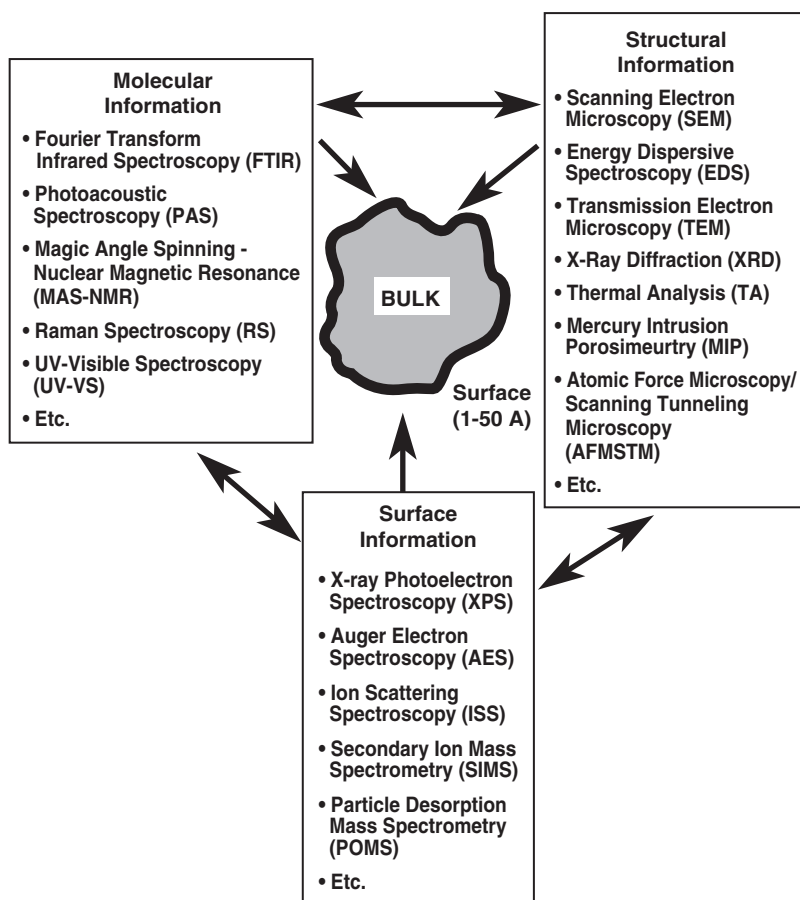 Molecular
Information
• Fourier Transform
Infrared Spectroscopy (FTIR)
• Photoacoustic
Spectroscopy (PAS)
• Magic Angle Spinning -
Nuclear Magnetic Resonance
(MAS-NMR)
• Raman Spectroscopy (RS)
• UV-Visible Spectroscopy
(UV-VS)
• Etc.
Structural
Information
• Scanning Electron
Microscopy (SEM)
• Energy Dispersive
Spectroscopy (EDS)
• Transmission Electron
Microscopy (TEM)
• X-Ray Diffraction (XRD)
• Thermal Analysis (TA)
• Mercury Intrusion
Porosimeurtry (MIP)
• Atomic Force Microscopy/
Scanning Tunneling
Microscopy
(AFMSTM)
• Etc.
BULK
Surface
(1-50 A)
Surface
Information
• X-ray Photoelectron
Spectroscopy (XPS)
• Auger Electron
Spectroscopy (AES)
• Ion Scattering
Spectroscopy (ISS)
• Secondary Ion Mass
Spectrometry (SIMS)
• Particle Desorption
Mass Spectrometry
(POMS)
• Etc.